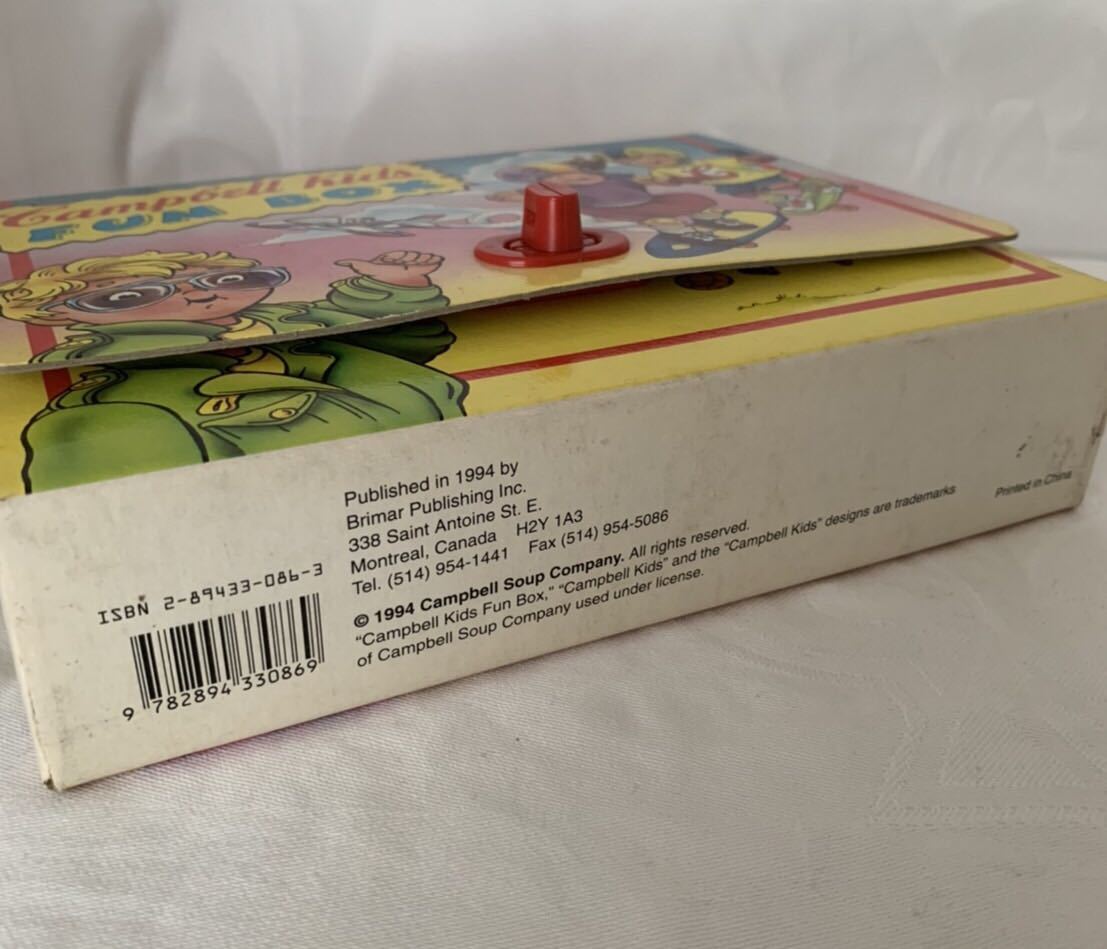 Campbell Kids
FUN BOX
Published in 1994 by
Brimar Publishing Inc.
338 Saint Antoine St. E.
Montreal, Canada H2Y 1A3
Tel. (514) 954-1441 Fax (514) 954-5086
© 1994 Campbell Soup Company. All rights reserved.
"Campbell Kids Fun Box," "Campbell Kids" and the "Campbell Kids" designs are trademarks
of Campbell Soup Company used under license.
Printed in China
ISBN 2-89433-086-3
9 782894 330869